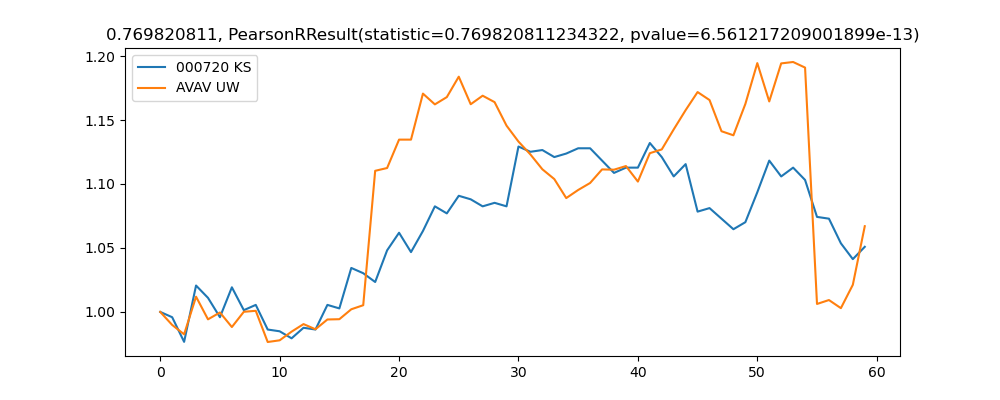 0.769820811, PearsonRResult(statistic=0.769820811234322, pvalue=6.561217209001899e-13)
000720 KS
AVAV UW
1.20
1.15
1.10
1.05
1.00
0 10 20 30 40 50 60